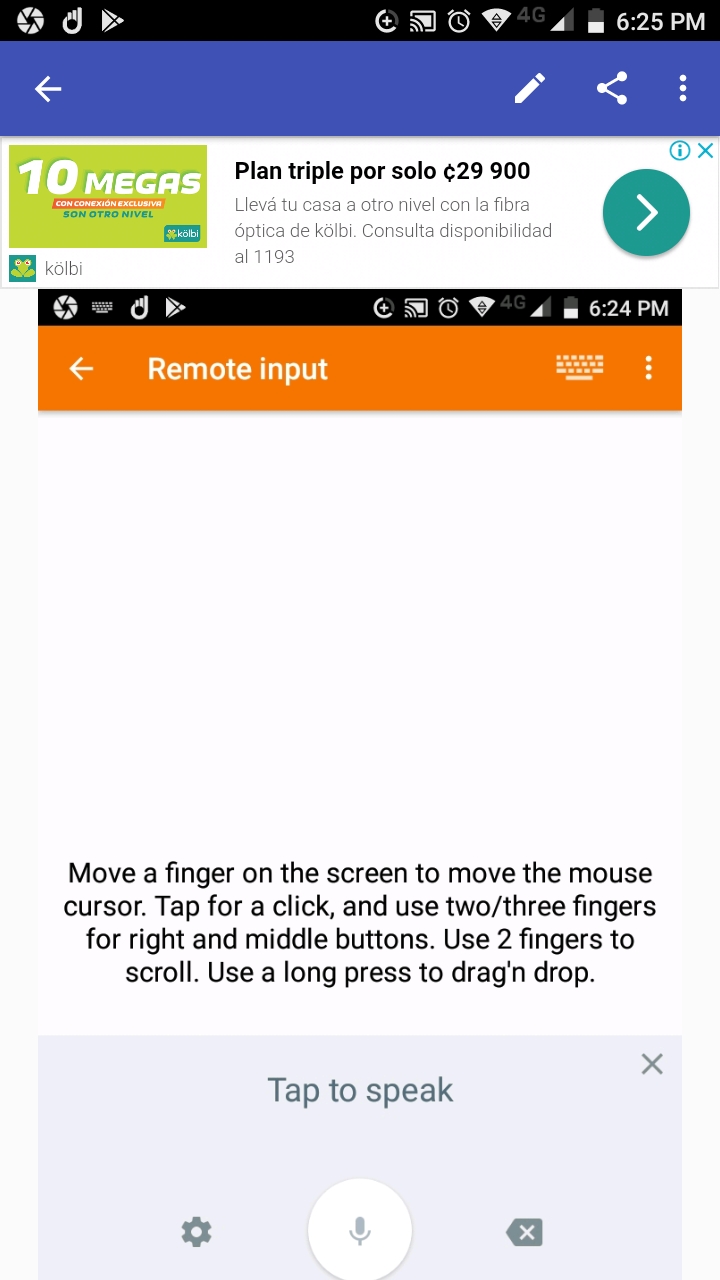 4G 6:25 PM
10 MEGAS
CON CONEXIÓN EXCLUSIVA
SON OTRO NIVEL
kölbi
kölbi
Plan triple por solo ¢29 900
Llevá tu casa a otro nivel con la fibra
óptica de kölbi. Consulta disponibilidad
al 1193
4G 6:24 PM
Remote input
Move a finger on the screen to move the mouse
cursor. Tap for a click, and use two/three fingers
for right and middle buttons. Use 2 fingers to
scroll. Use a long press to drag'n drop.
Tap to speak